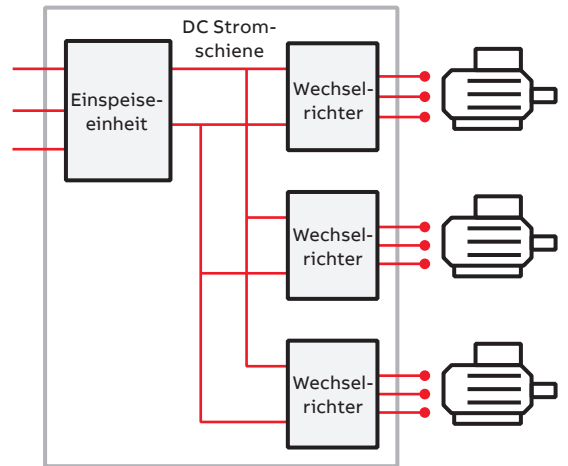 DC Strom-
schiene
Einspeise-
einheit
Wechsel-
richter
Wechsel-
richter
Wechsel-
richter